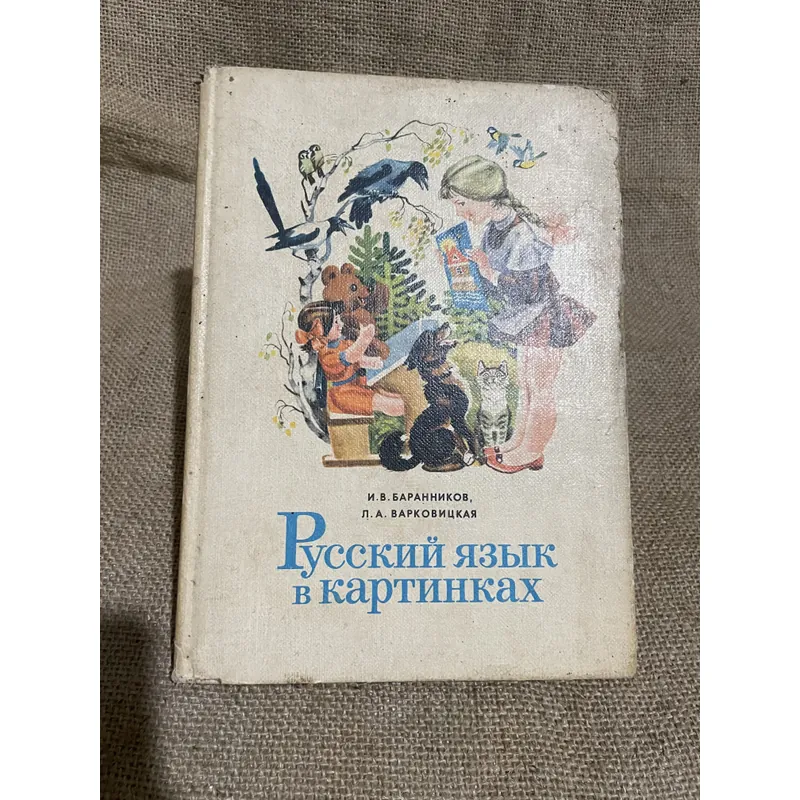 И.В.БАРАННИКОВ,
Л.А.ВАРКОВИЦКАЯ
Русский язык
в картинках